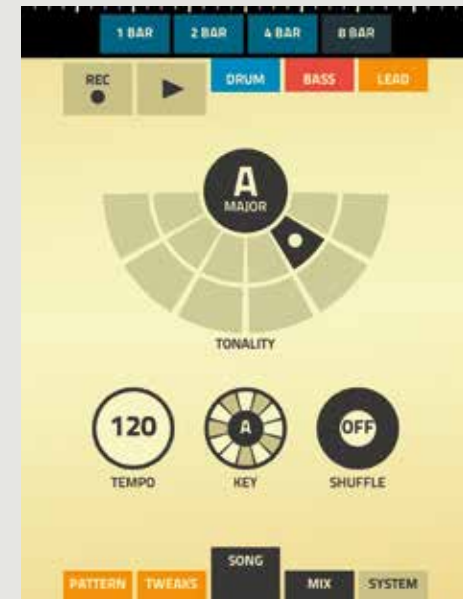 1 BAR 2 BAR 4 BAR 8 BAR
REC DRUM BASS LEAD
A
MAJOR
TONALITY
120 A OFF
TEMPO KEY SHUFFLE
SONG
PATTERN TWEAKS MIX SYSTEM